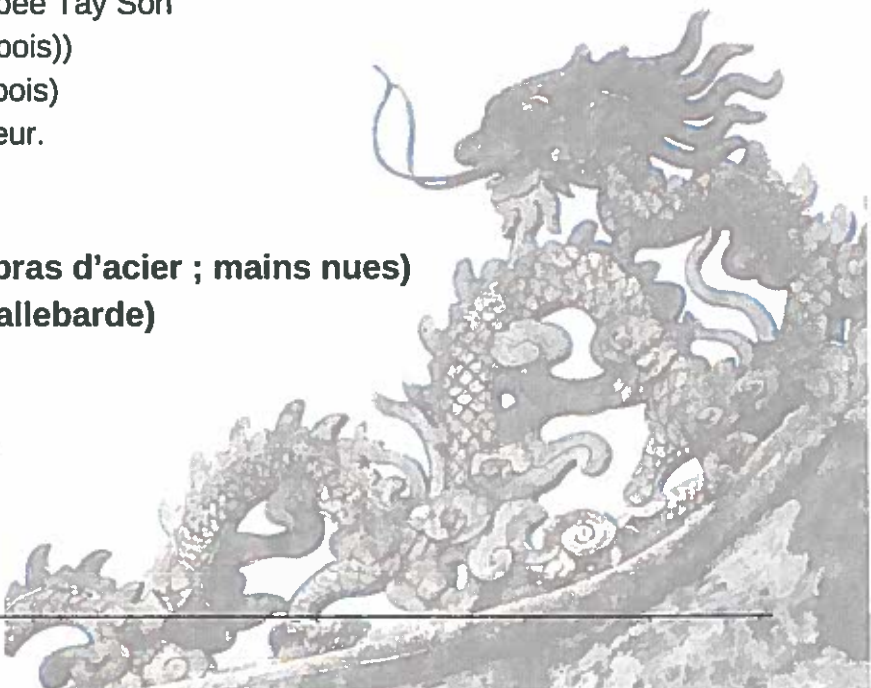 pée Tay Son
bois))
bois)
eur.
bras d'acier ; mains nues)
allebarde)